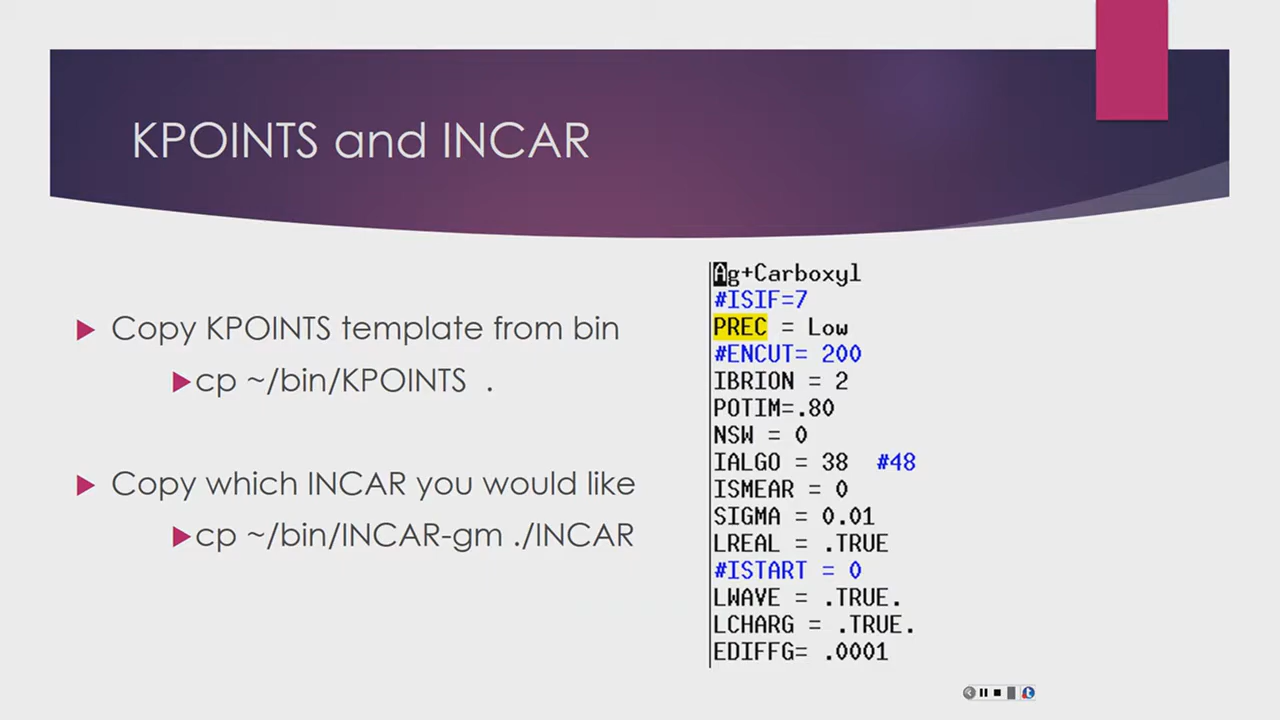 KPOINTS and INCAR
Copy KPOINTS template from bin
cp ~/bin/KPOINTS .
Copy which INCAR you would like
cp ~/bin/INCAR-gm ./INCAR
Ag+Carboxyl
#ISIF=7
PREC = Low
#ENCUT= 200
IBRION = 2
POTIM=.80
NSW = 0
IALGO = 38 #48
ISMEAR = 0
SIGMA = 0.01
LREAL = .TRUE
#ISTART = 0
LWAVE = .TRUE.
LCHARG = .TRUE.
EDIFFG= .0001